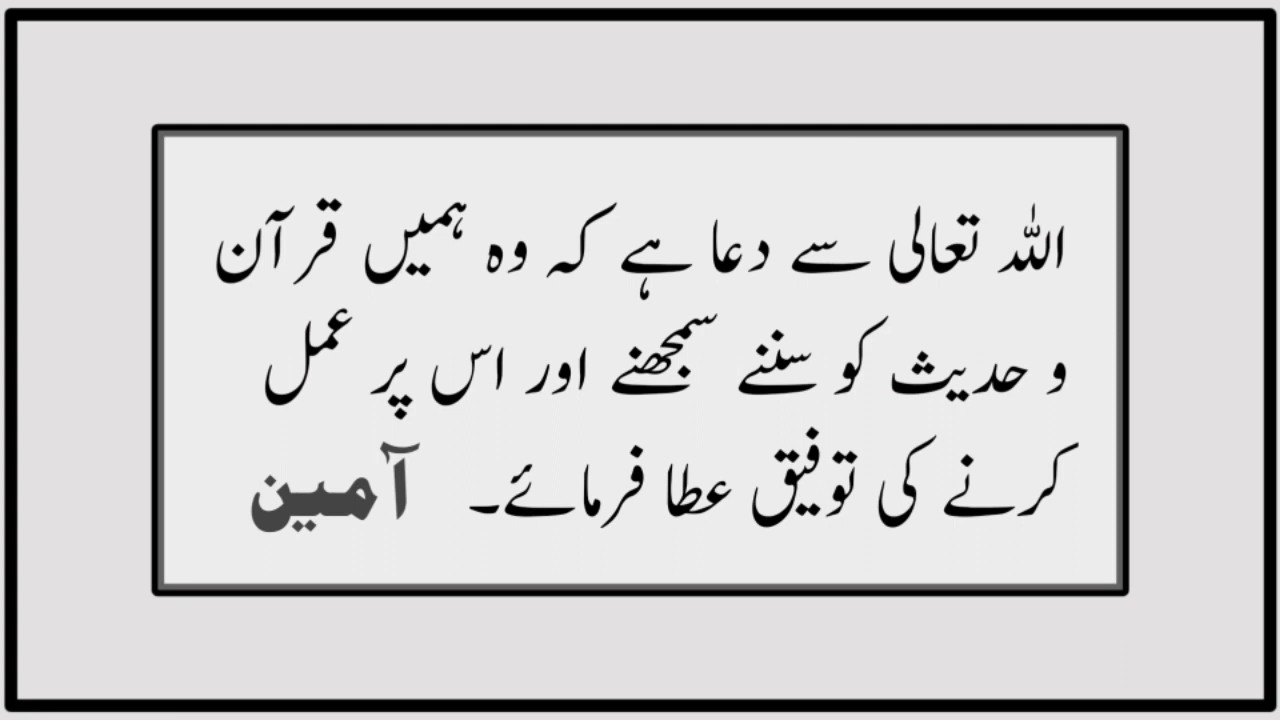 اللہ تعالی سے دعا ہے کہ وہ ہمیں قرآن
و حدیث کو سننے سمجھنے اور اس پر عمل
کرنے کی توفیق عطا فرمائے۔ آمین